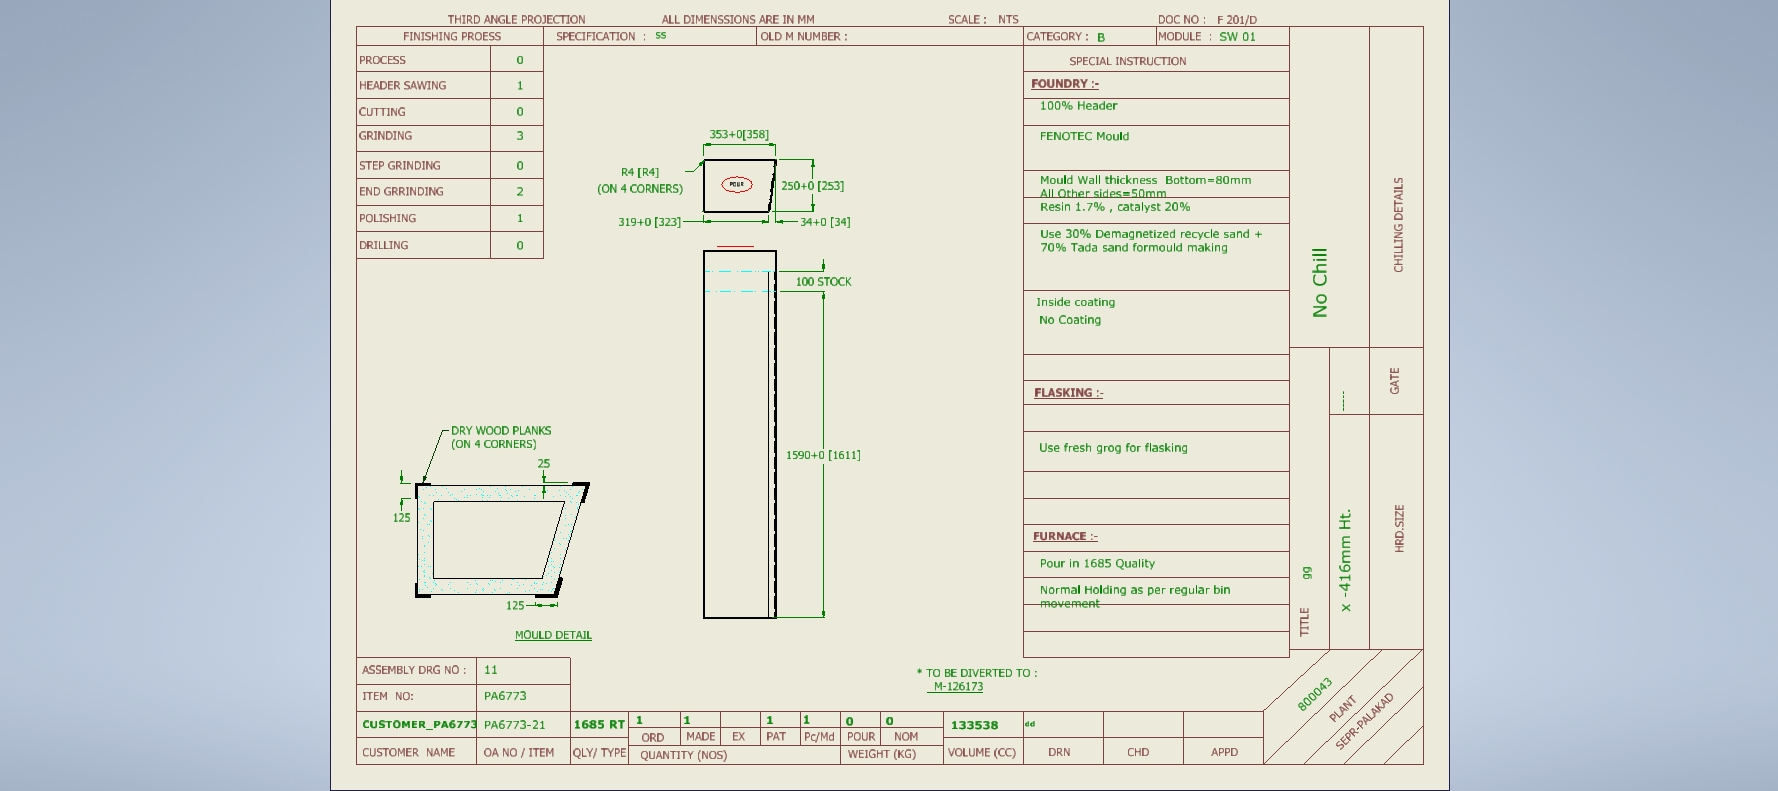 THIRD ANGLE PROJECTION ALL DIMENSSIONS ARE IN MM SCALE : NTS DOC NO : F 201/D
FINISHING PROESS SPECIFICATION : SS OLD M NUMBER : CATEGORY : B MODULE : SW 01
PROCESS 0
HEADER SAWING 1
CUTTING 0
GRINDING 3
STEP GRINDING 0
END GRRINDING 2
POLISHING 1
DRILLING 0
353+0[358]
R4 [R4]
(ON 4 CORNERS)
POUR
250+0 [253]
319+0 [323]
34+0 [34]
100 STOCK
1590+0 [1611]
DRY WOOD PLANKS
(ON 4 CORNERS)
25
125
125
MOULD DETAIL
SPECIAL INSTRUCTION
FOUNDRY :-
100% Header
FENOTEC Mould
Mould Wall thickness Bottom=80mm
All Other sides=50mm
Resin 1.7% , catalyst 20%
Use 30% Demagnetized recycle sand +
70% Tada sand formould making
Inside coating
No Coating
FLASKING :-
Use fresh grog for flasking
FURNACE :-
Pour in 1685 Quality
Normal Holding as per regular bin
movement
No Chill
CHILLING DETAILS
GATE
------
TITLE gg
x -416mm Ht.
HRD.SIZE
* TO BE DIVERTED TO :
M-126173
800043
PLANT
SEPR-PALAKAD
ASSEMBLY DRG NO : 11
ITEM NO: PA6773
CUSTOMER_PA6773 PA6773-21 1685 RT 1 1 1 1 0 0 133538 dd
ORD MADE EX PAT Pc/Md POUR NOM
CUSTOMER NAME OA NO / ITEM QLY/ TYPE QUANTITY (NOS) WEIGHT (KG) VOLUME (CC) DRN CHD APPD